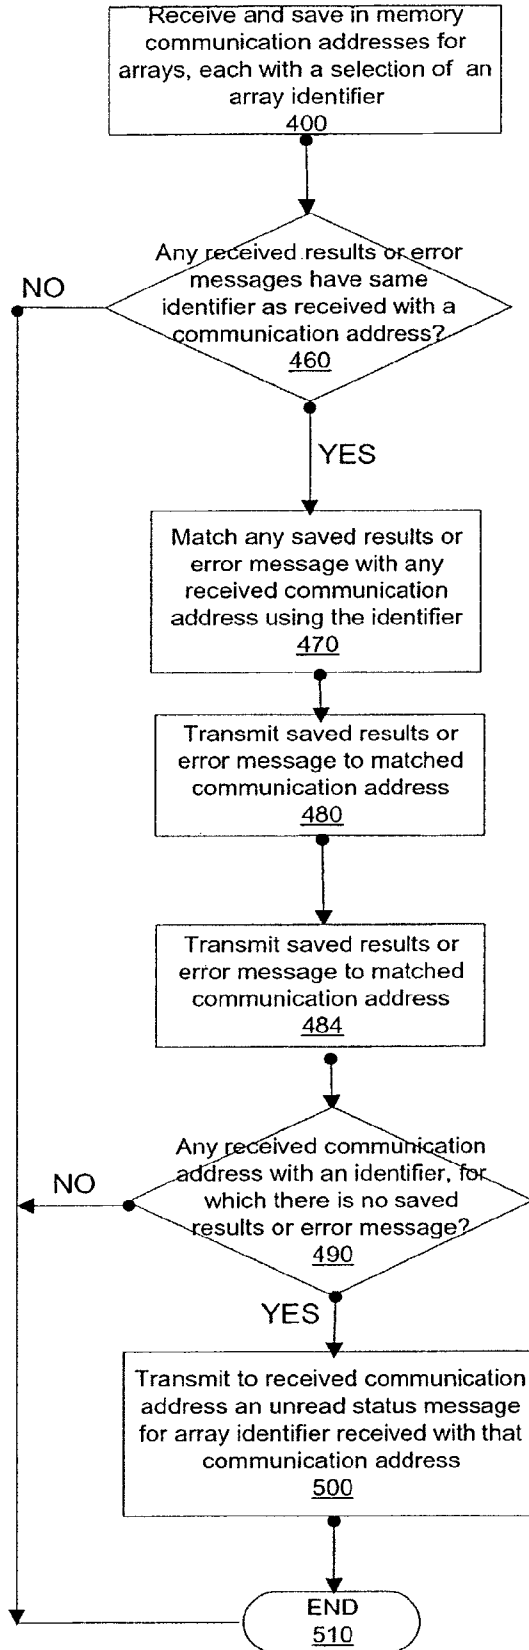 Receive and save in memory
communication addresses for
arrays, each with a selection of an
array identifier
400
Any received results or error
messages have same
identifier as received with a
communication address?
460
NO
YES
Match any saved results or
error message with any
received communication
address using the identifier
470
Transmit saved results or
error message to matched
communication address
480
Transmit saved results or
error message to matched
communication address
484
Any received communication
address with an identifier, for
which there is no saved
results or error message?
490
NO
YES
Transmit to received communication
address an unread status message
for array identifier received with that
communication address
500
END
510